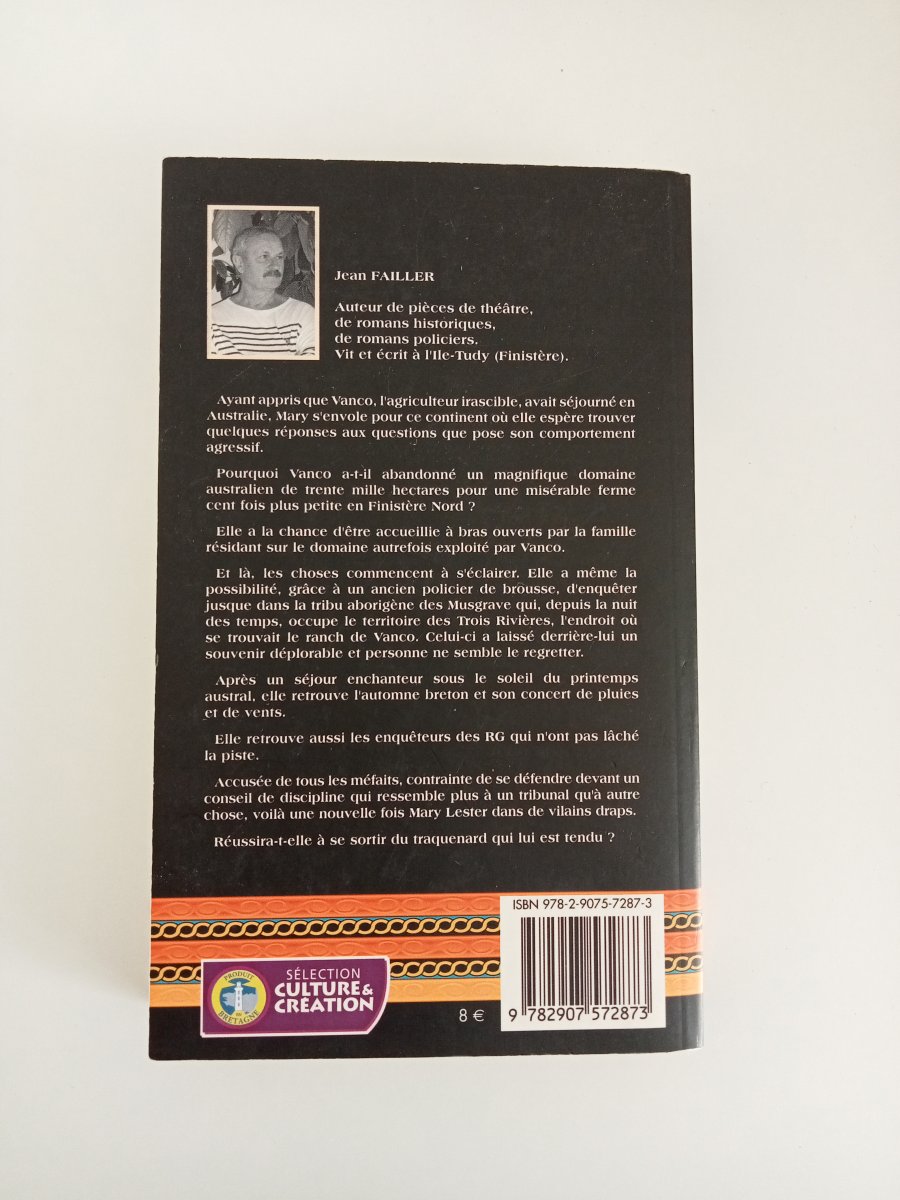 Jean FAILLER
Auteur de pièces de théâtre,
de romans historiques,
de romans policiers.
Vit et écrit à l'Ile-Tudy (Finistère).
Ayant appris que Vanco, l'agriculteur irascible, avait séjourné en
Australie, Mary s'envole pour ce continent où elle espère trouver
quelques réponses aux questions que pose son comportement
agressif.
Pourquoi Vanco a-t-il abandonné un magnifique domaine
australien de trente mille hectares pour une misérable ferme
cent fois plus petite en Finistère Nord ?
Elle a la chance d'être accueillie à bras ouverts par la famille
résidant sur le domaine autrefois exploité par Vanco.
Et là, les choses commencent à s'éclairer. Elle a même la
possibilité, grâce à un ancien policier de brousse, d'enquêter
jusque dans la tribu aborigène des Musgrave qui, depuis la nuit
des temps, occupe le territoire des Trois Rivières, l'endroit où
se trouvait le ranch de Vanco. Celui-ci a laissé derrière-lui un
souvenir déplorable et personne ne semble le regretter.
Après un séjour enchanteur sous le soleil du printemps
austral, elle retrouve l'automne breton et son concert de pluies
et de vents.
Elle retrouve aussi les enquêteurs des RG qui n'ont pas lâché
la piste.
Accusée de tous les méfaits, contrainte de se défendre devant un
conseil de discipline qui ressemble plus à un tribunal qu'à autre
chose, voilà une nouvelle fois Mary Lester dans de vilains draps.
Réussira-t-elle à se sortir du traquenard qui lui est tendu ?
ISBN 978-2-9075-7287-3
PRODUIT
EN
BRETAGNE
SÉLECTION
CULTURE &
CRÉATION
8 €
9 782907 572873